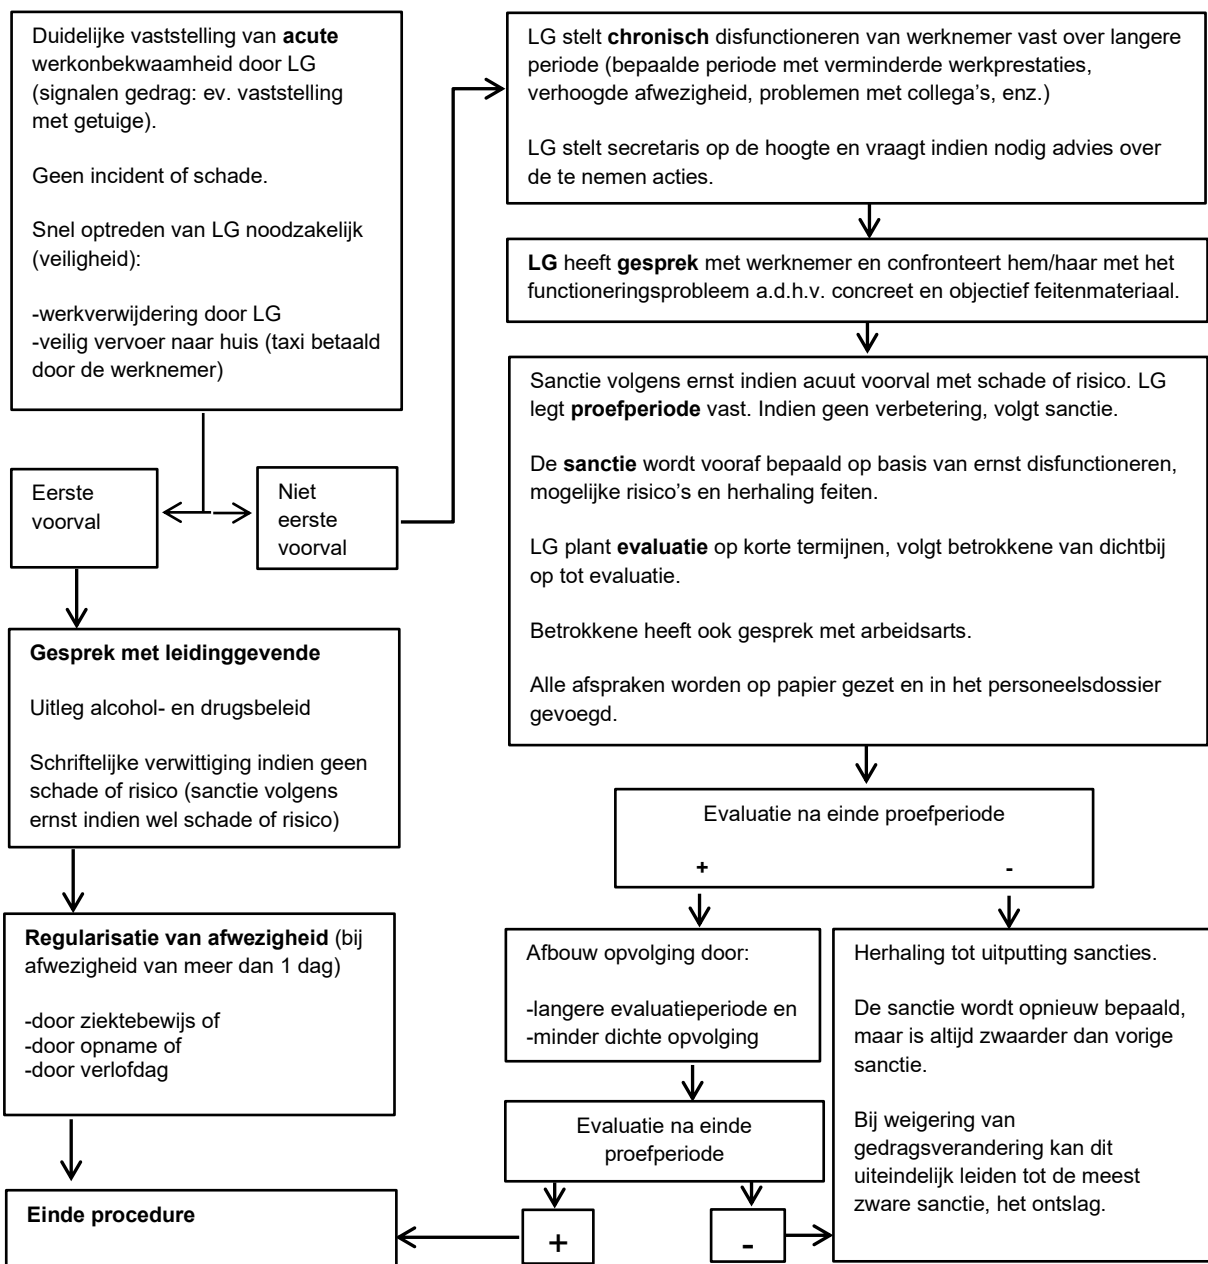 Duidelijke vaststelling van acute
werkonbekwaamheid door LG
(signalen gedrag: ev. vaststelling
met getuige).
Geen incident of schade.
Snel optreden van LG noodzakelijk
(veiligheid):
-werkverwijdering door LG
-veilig vervoer naar huis (taxi betaald
door de werknemer)
Eerste
voorval
Niet
eerste
voorval
Gesprek met leidinggevende
Uitleg alcohol- en drugsbeleid
Schriftelijke verwittiging indien geen
schade of risico (sanctie volgens
ernst indien wel schade of risico)
Regularisatie van afwezigheid (bij
afwezigheid van meer dan 1 dag)
-door ziektebewijs of
-door opname of
-door verlofdag
Einde procedure
LG stelt chronisch disfunctioneren van werknemer vast over langere
periode (bepaalde periode met verminderde werkprestaties,
verhoogde afwezigheid, problemen met collega’s, enz.)
LG stelt secretaris op de hoogte en vraagt indien nodig advies over
de te nemen acties.
LG heeft gesprek met werknemer en confronteert hem/haar met het
functioneringsprobleem a.d.h.v. concreet en objectief feitenmateriaal.
Sanctie volgens ernst indien acuut voorval met schade of risico. LG
legt proefperiode vast. Indien geen verbetering, volgt sanctie.
De sanctie wordt vooraf bepaald op basis van ernst disfunctioneren,
mogelijke risico’s en herhaling feiten.
LG plant evaluatie op korte termijnen, volgt betrokkene van dichtbij
op tot evaluatie.
Betrokkene heeft ook gesprek met arbeidsarts.
Alle afspraken worden op papier gezet en in het personeelsdossier
gevoegd.
Evaluatie na einde proefperiode
+ -
Afbouw opvolging door:
-langere evaluatieperiode en
-minder dichte opvolging
Evaluatie na einde
proefperiode
+
-
Herhaling tot uitputting sancties.
De sanctie wordt opnieuw bepaald,
maar is altijd zwaarder dan vorige
sanctie.
Bij weigering van
gedragsverandering kan dit
uiteindelijk leiden tot de meest
zware sanctie, het ontslag.